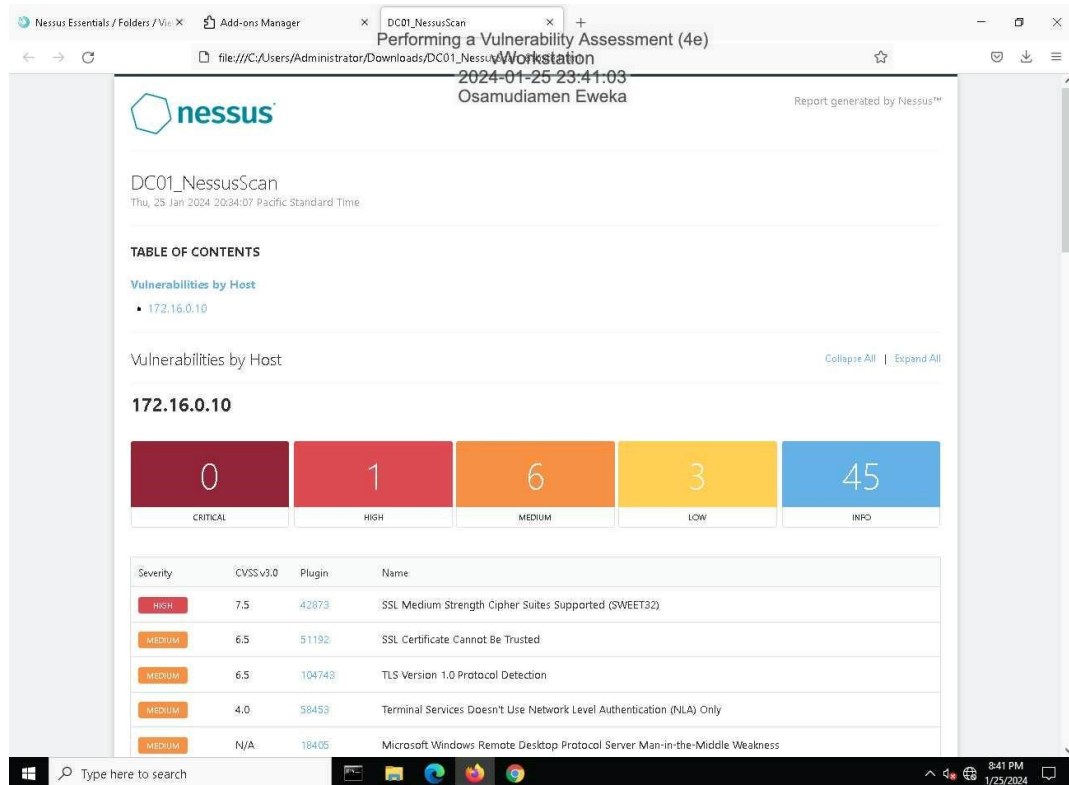 Nessus Essentials / Folders / Vie
Add-ons Manager
DC01_NessusScan
Performing a Vulnerability Assessment (4e)
file:///C:/Users/Administrator/Downloads/DC01_Nessus
Workstation
2024-01-25 23:41:03
Osamudiamen Eweka
nessus
Report generated by Nessus™
DC01_NessusScan
Thu, 25 Jan 2024 20:34:07 Pacific Standard Time
TABLE OF CONTENTS
Vulnerabilities by Host
• 172.16.0.10
Vulnerabilities by Host
Collapse All | Expand All
172.16.0.10
0 1 6 3 45
CRITICAL HIGH MEDIUM LOW INFO
Severity CVSS v3.0 Plugin Name
HIGH 7.5 42873 SSL Medium Strength Cipher Suites Supported (SWEET32)
MEDIUM 6.5 51192 SSL Certificate Cannot Be Trusted
MEDIUM 6.5 104743 TLS Version 1.0 Protocol Detection
MEDIUM 4.0 58453 Terminal Services Doesn't Use Network Level Authentication (NLA) Only
MEDIUM N/A 18405 Microsoft Windows Remote Desktop Protocol Server Man-in-the-Middle Weakness
Type here to search
8:41 PM
1/25/2024